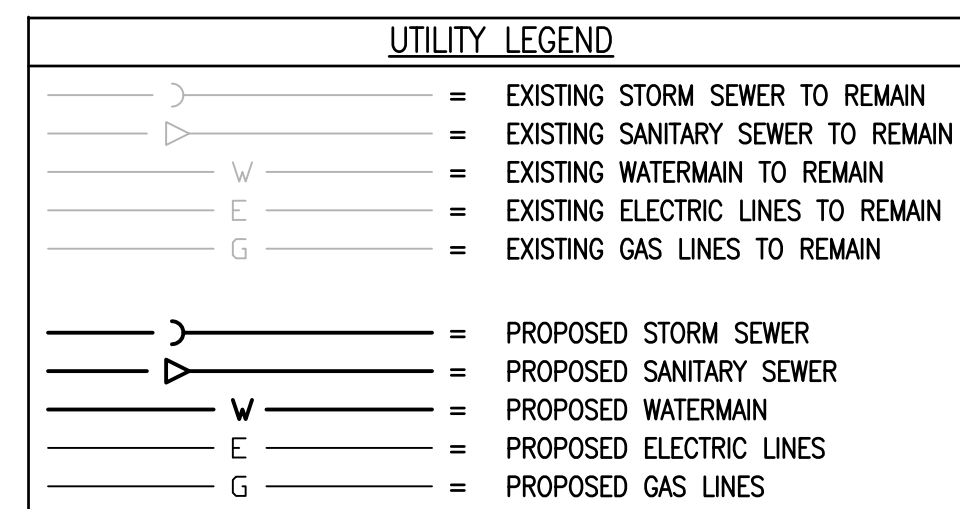 UTILITY LEGEND
= EXISTING STORM SEWER TO REMAIN
= EXISTING SANITARY SEWER TO REMAIN
W = EXISTING WATERMAIN TO REMAIN
E = EXISTING ELECTRIC LINES TO REMAIN
G = EXISTING GAS LINES TO REMAIN
= PROPOSED STORM SEWER
= PROPOSED SANITARY SEWER
W = PROPOSED WATERMAIN
E = PROPOSED ELECTRIC LINES
G = PROPOSED GAS LINES